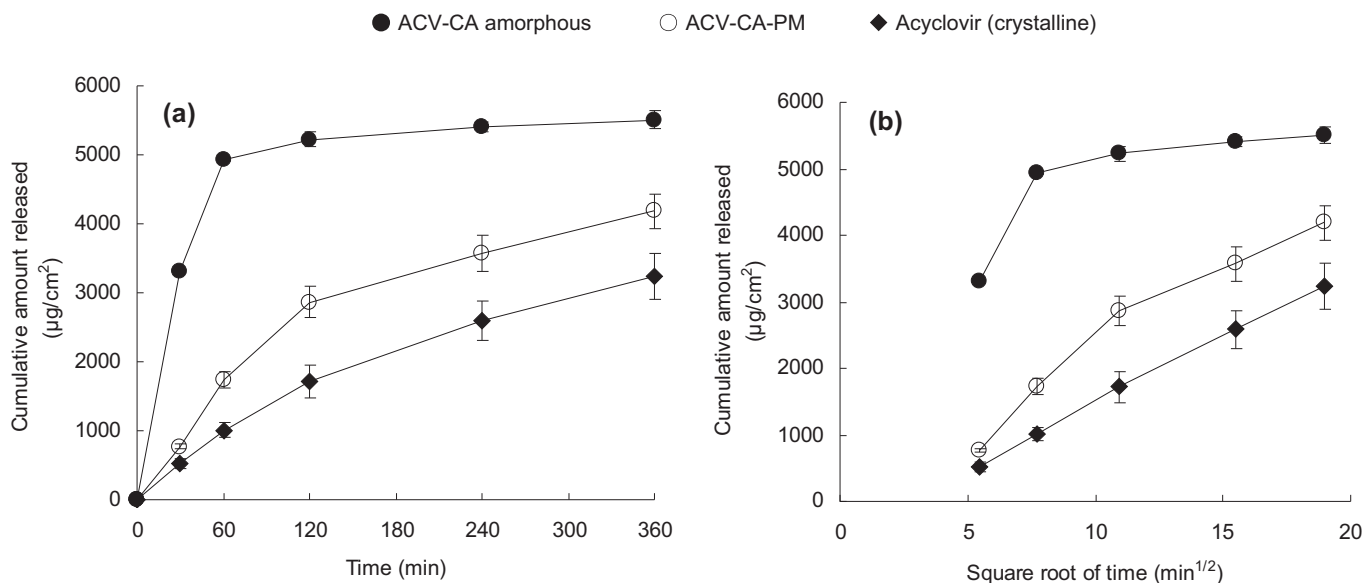 ACV-CA amorphous ACV-CA-PM Acyclovir (crystalline)
(a)
Cumulative amount released
(µg/cm²)
6000
5000
4000
3000
2000
1000
0
0 60 120 180 240 300 360
Time (min)
(b)
Cumulative amount released
(µg/cm²)
6000
5000
4000
3000
2000
1000
0
0 5 10 15 20
Square root of time (min¹/²)